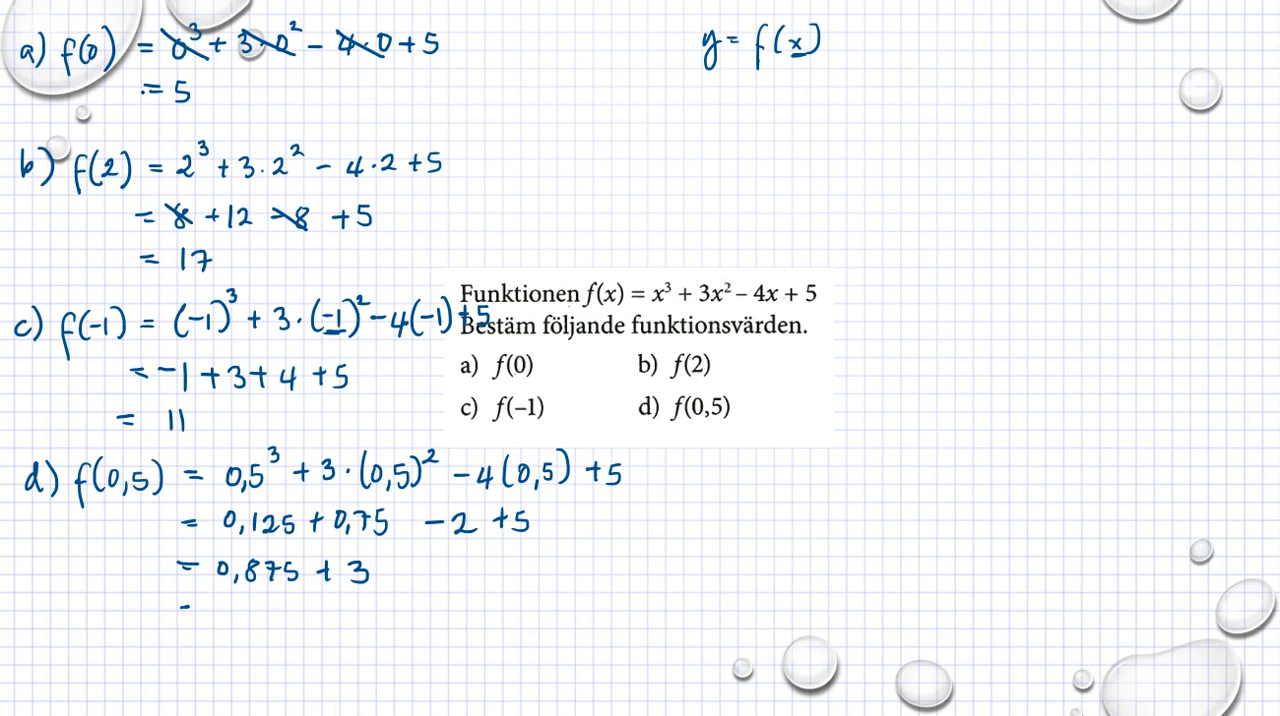 a) f(0) = 0³ + 3·0² - 4·0 + 5
= 5
y = f(x)
b) f(2) = 2³ + 3·2² - 4·2 + 5
= 8 + 12 - 8 + 5
= 17
c) f(-1) = (-1)³ + 3·(-1)² - 4(-1) + 5
= -1 + 3 + 4 + 5
= 11
Funktionen f(x) = x³ + 3x² – 4x + 5
Bestäm följande funktionsvärden.
a) f(0) b) f(2)
c) f(–1) d) f(0,5)
d) f(0,5) = 0,5³ + 3·(0,5)² - 4(0,5) + 5
= 0,125 + 0,75 - 2 + 5
= 0,875 + 3
=